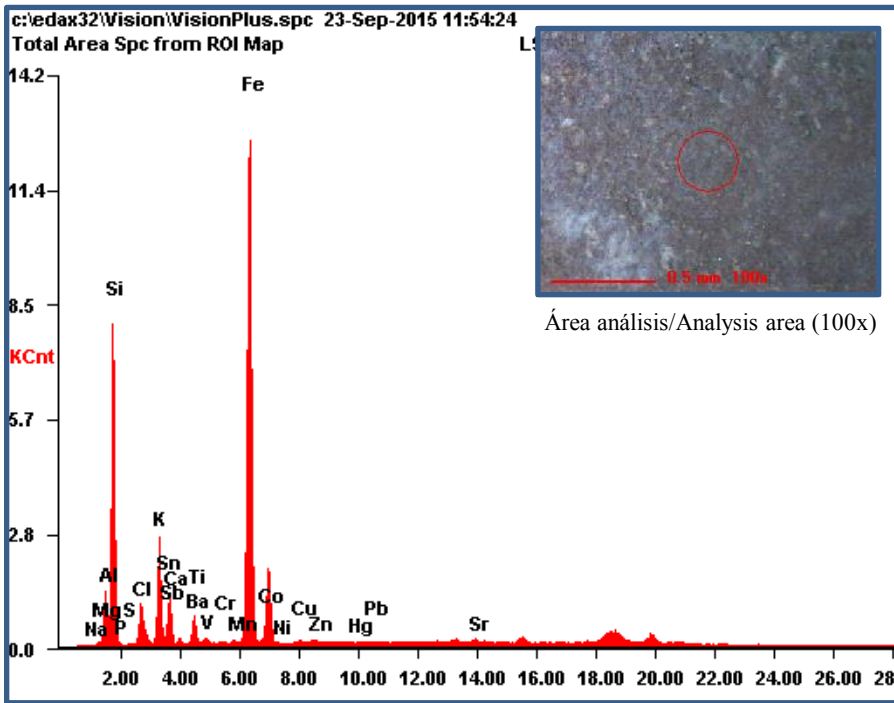 c:\edax32\Vision\VisionPlus.spc 23-Sep-2015 11:54:24
Total Area Spc from ROI Map
14.2
11.4
8.5
KCnt
5.7
2.8
0.0
Fe
Si
K
Sn
Al
Ca
Ti
Cl
Sb
Ba
Cr
Mg
S
Na
P
V
Mn
Co
Ni
Cu
Zn
Hg
Pb
Sr
2.00 4.00 6.00 8.00 10.00 12.00 14.00 16.00 18.00 20.00 22.00 24.00 26.00 28
0.5 mm 100x
Área análisis/Analysis area (100x)